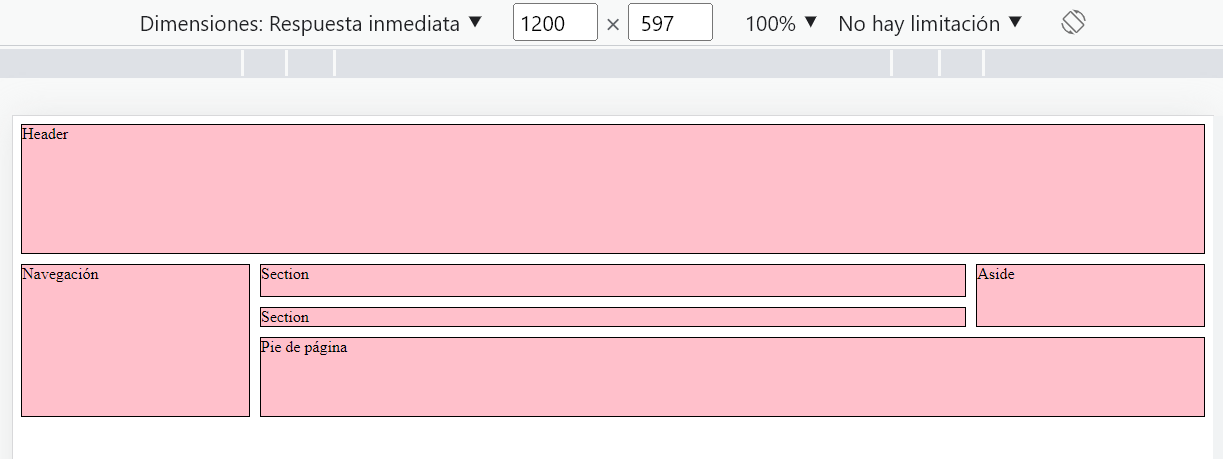 Dimensiones: Respuesta inmediata ▼ 1200 × 597 100% ▼ No hay limitación ▼
Header
Navegación
Section
Aside
Section
Pie de página